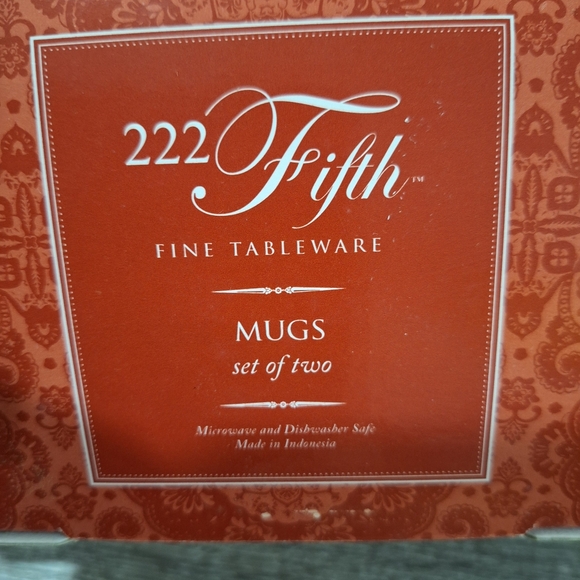 222 Fifth™
FINE TABLEWARE
MUGS
set of two
Microwave and Dishwasher Safe
Made in Indonesia